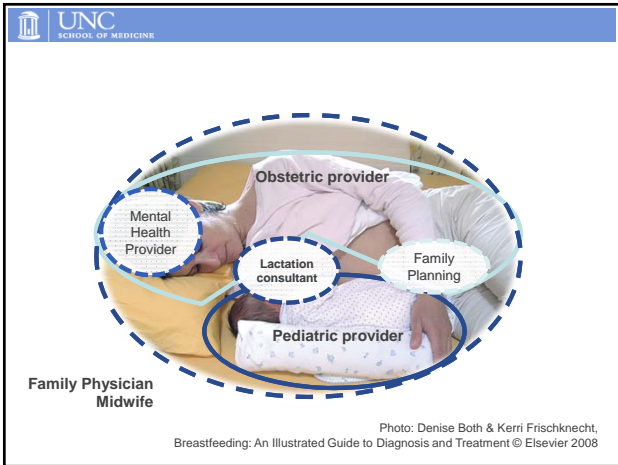 UNC
SCHOOL OF MEDICINE
Obstetric provider
Mental
Health
Provider
Lactation
consultant
Family
Planning
Pediatric provider
Family Physician
Midwife
Photo: Denise Both & Kerri Frischknecht,
Breastfeeding: An Illustrated Guide to Diagnosis and Treatment © Elsevier 2008